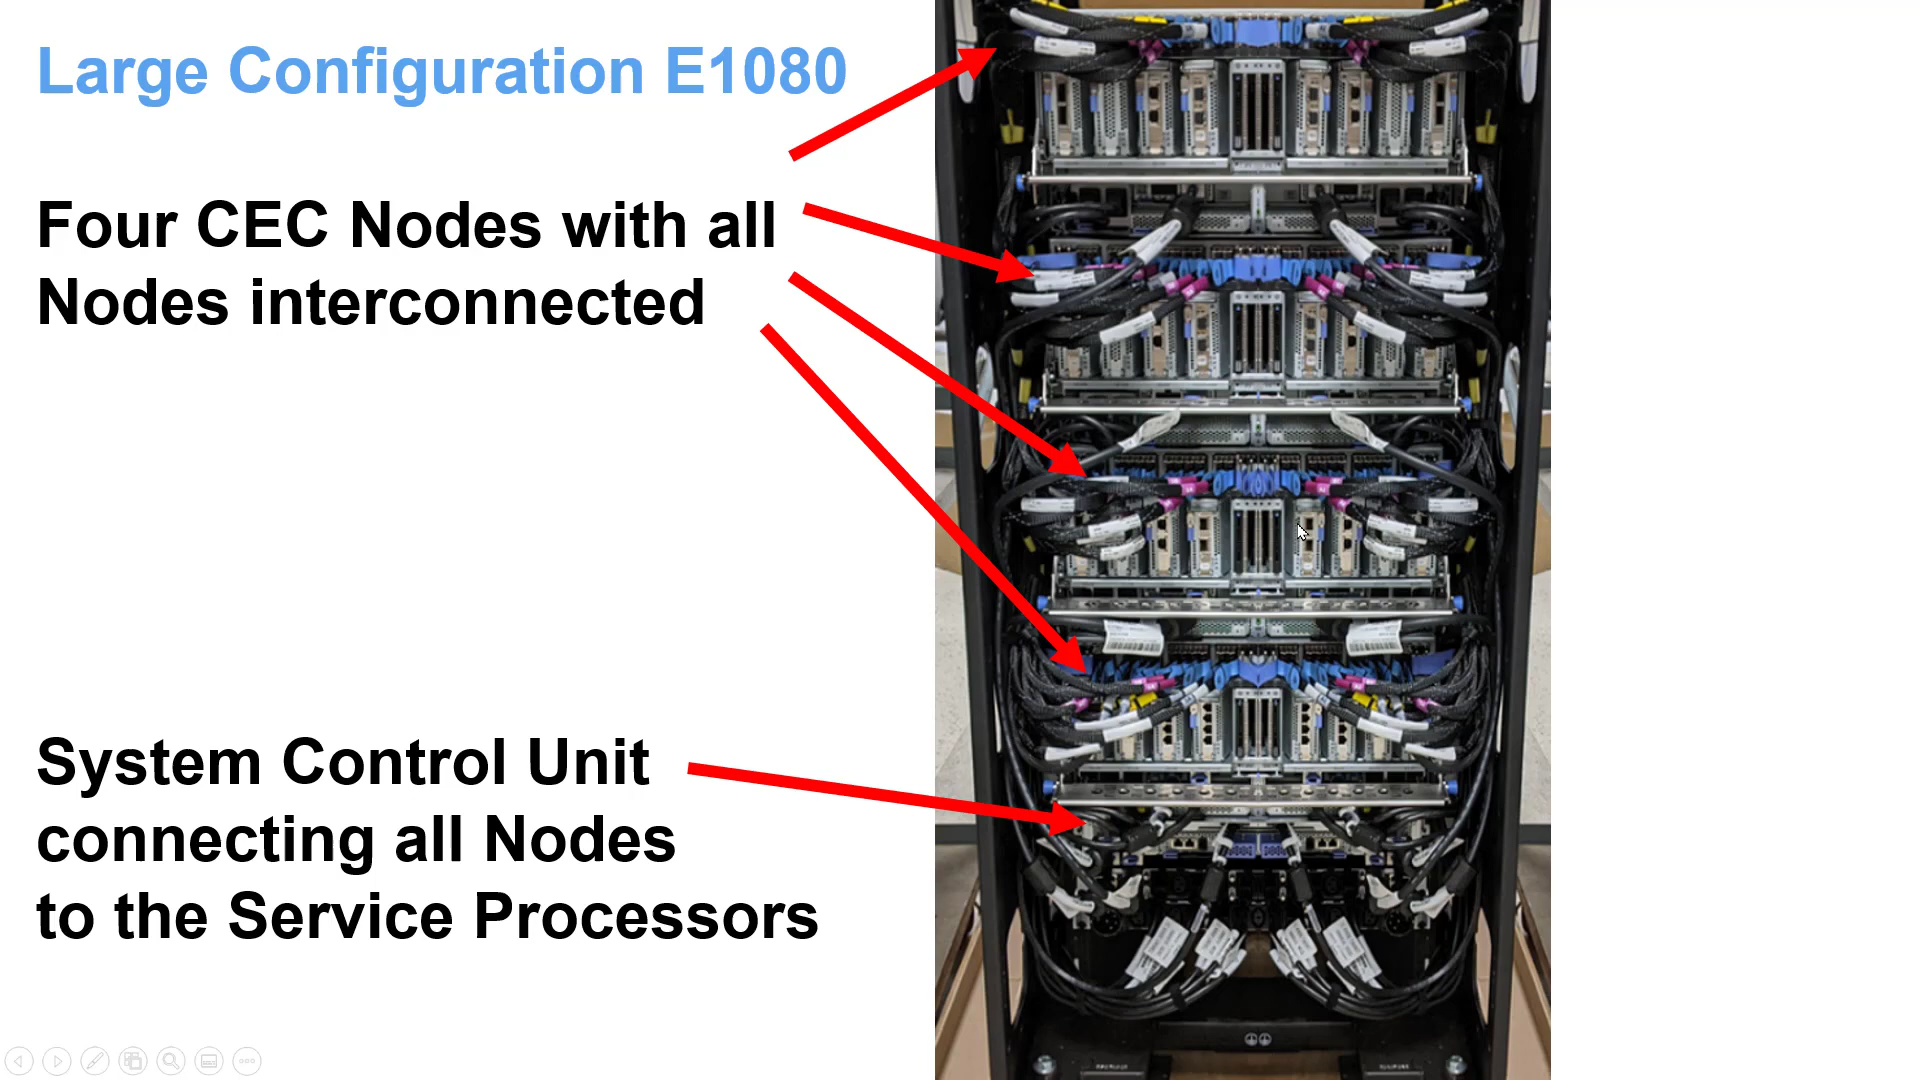 Large Configuration E1080
Four CEC Nodes with all
Nodes interconnected
System Control Unit
connecting all Nodes
to the Service Processors